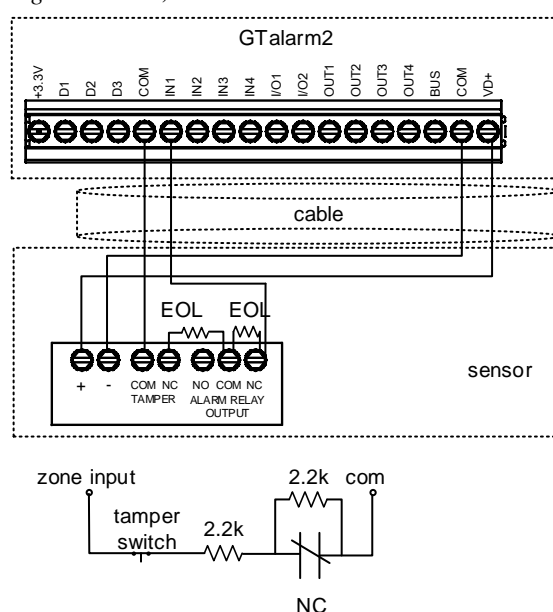 GTalarm2
+3.3V D1 D2 D3 COM IN1 IN2 IN3 IN4 I/O1 I/O2 OUT1 OUT2 OUT3 OUT4 BUS COM VD+
cable
EOL EOL
+ - COM NC NO COM NC
TAMPER ALARM RELAY
OUTPUT
sensor
zone input 2.2k com
tamper
switch 2.2k
NC